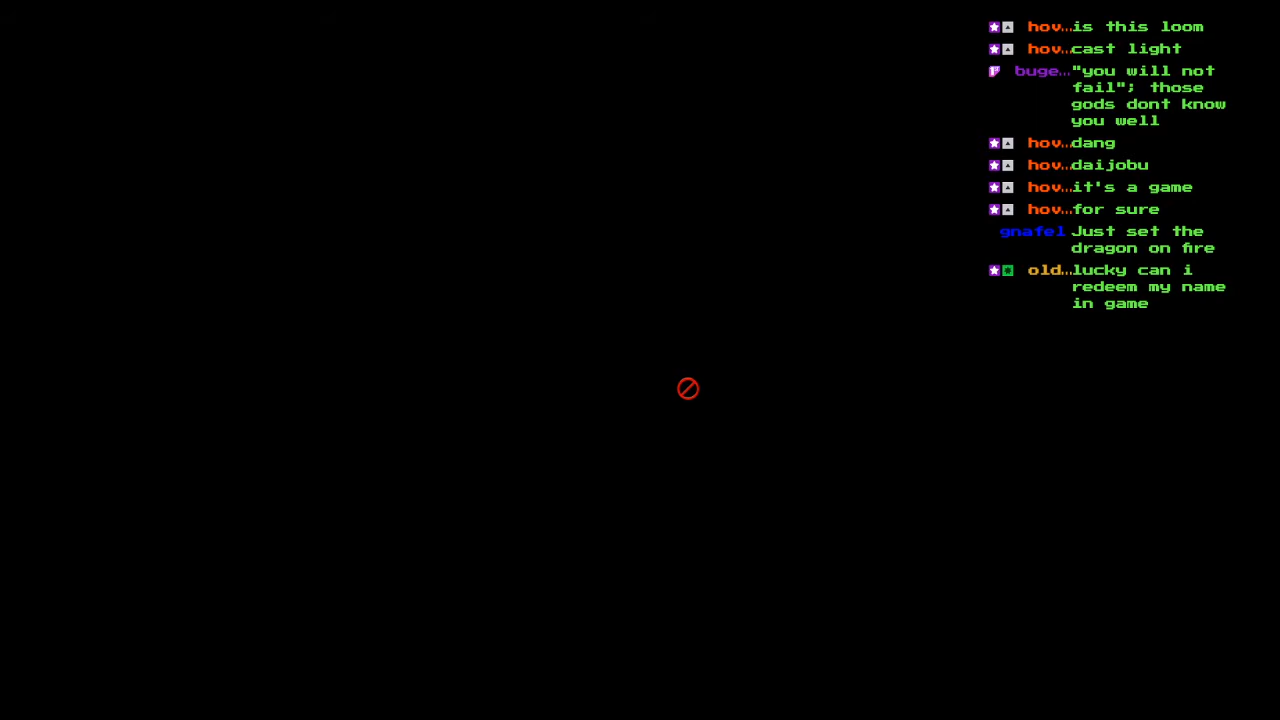 hov…is this loom
hov…cast light
buge…"you will not
fail"; those
gods dont know
you well
hov…dang
hov…daijobu
hov…it's a game
hov…for sure
gnafel Just set the
dragon on fire
old…lucky can i
redeem my name
in game